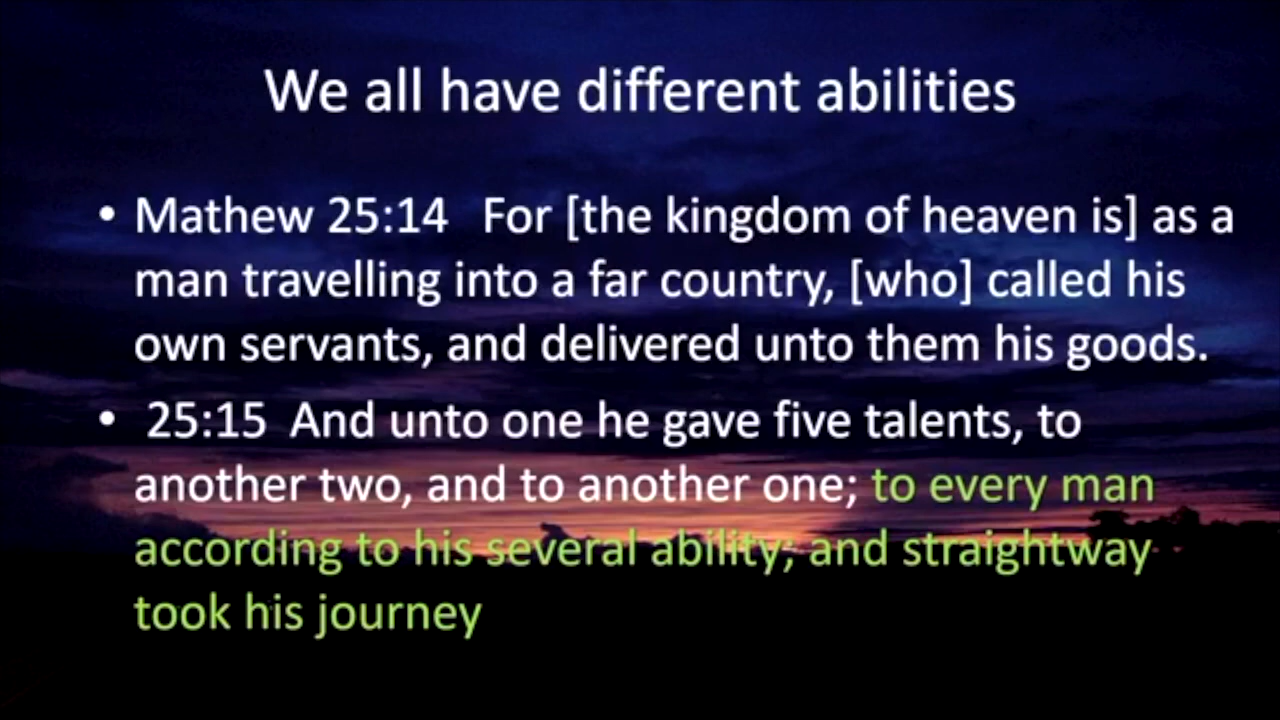 We all have different abilities
• Mathew 25:14 For [the kingdom of heaven is] as a
man travelling into a far country, [who] called his
own servants, and delivered unto them his goods.
• 25:15 And unto one he gave five talents, to
another two, and to another one; to every man
according to his several ability; and straightway
took his journey